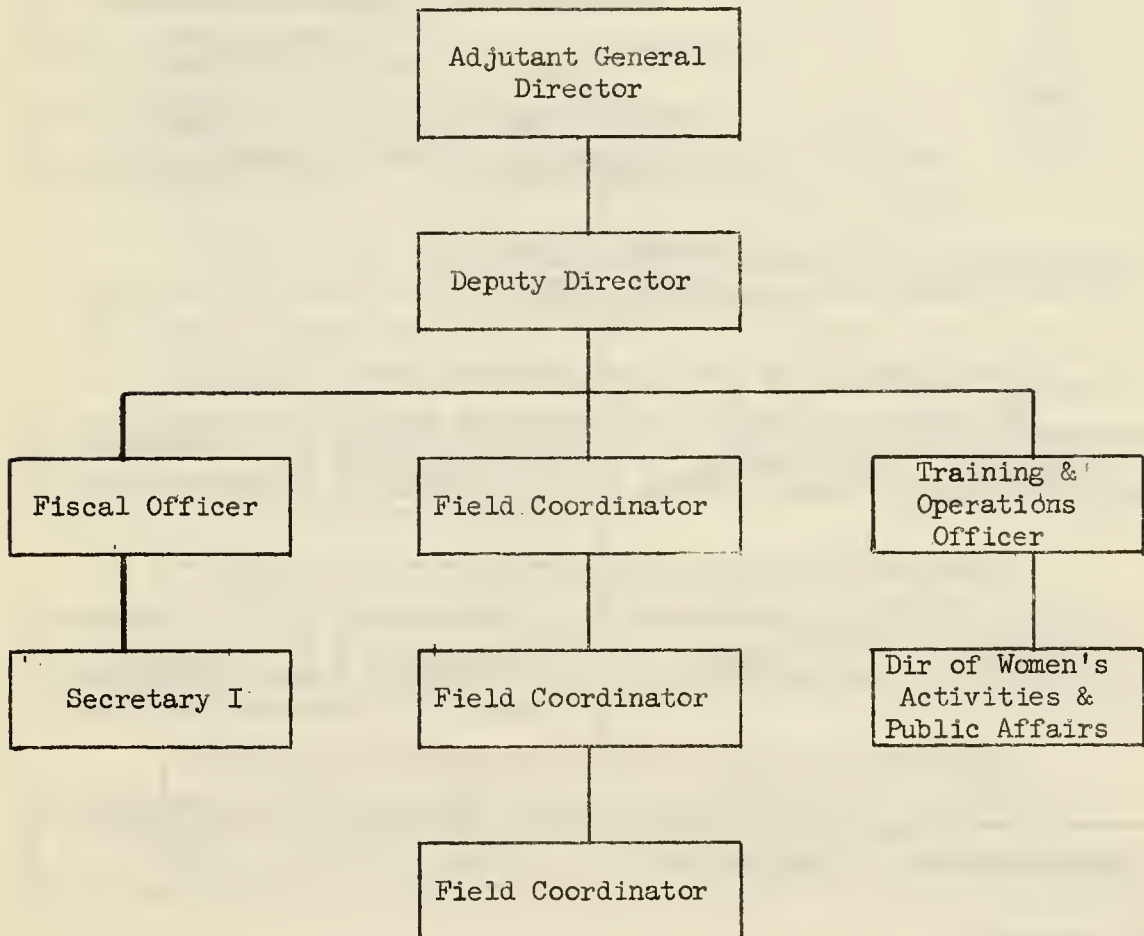 Adjutant General
Director
Deputy Director
Fiscal Officer
Field Coordinator
Training &
Operations
Officer
Secretary I
Field Coordinator
Dir of Women's
Activities &
Public Affairs
Field Coordinator